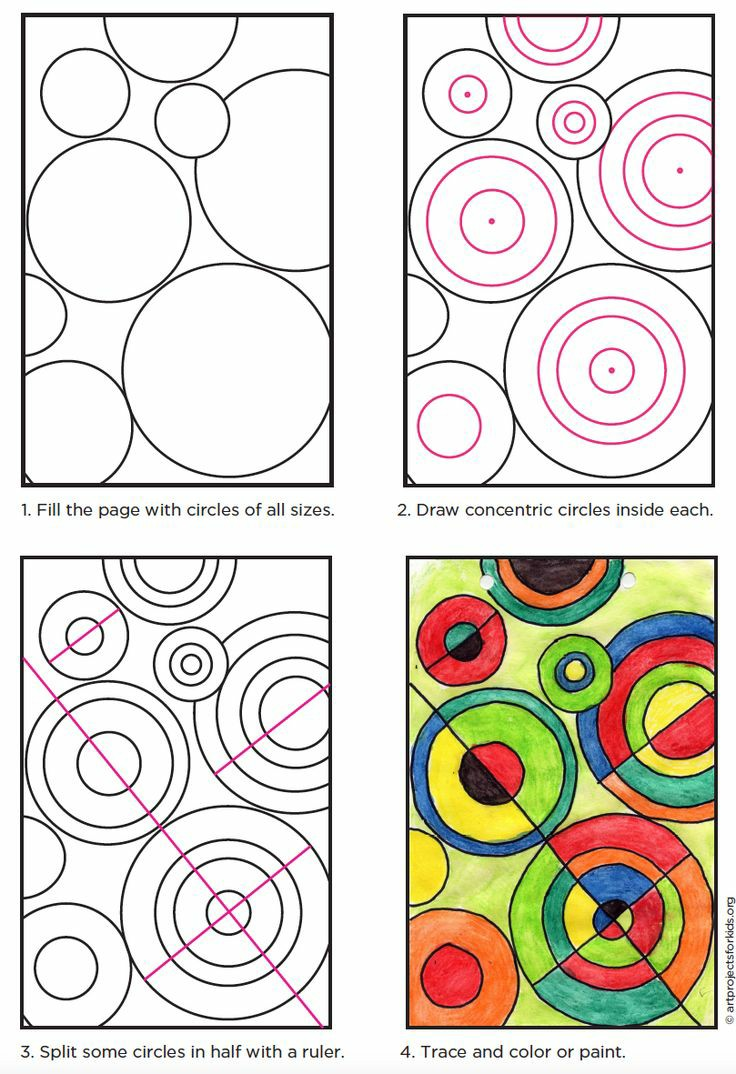 1. Fill the page with circles of all sizes.
2. Draw concentric circles inside each.
3. Split some circles in half with a ruler.
4. Trace and color or paint.
© artprojectsforkids.org